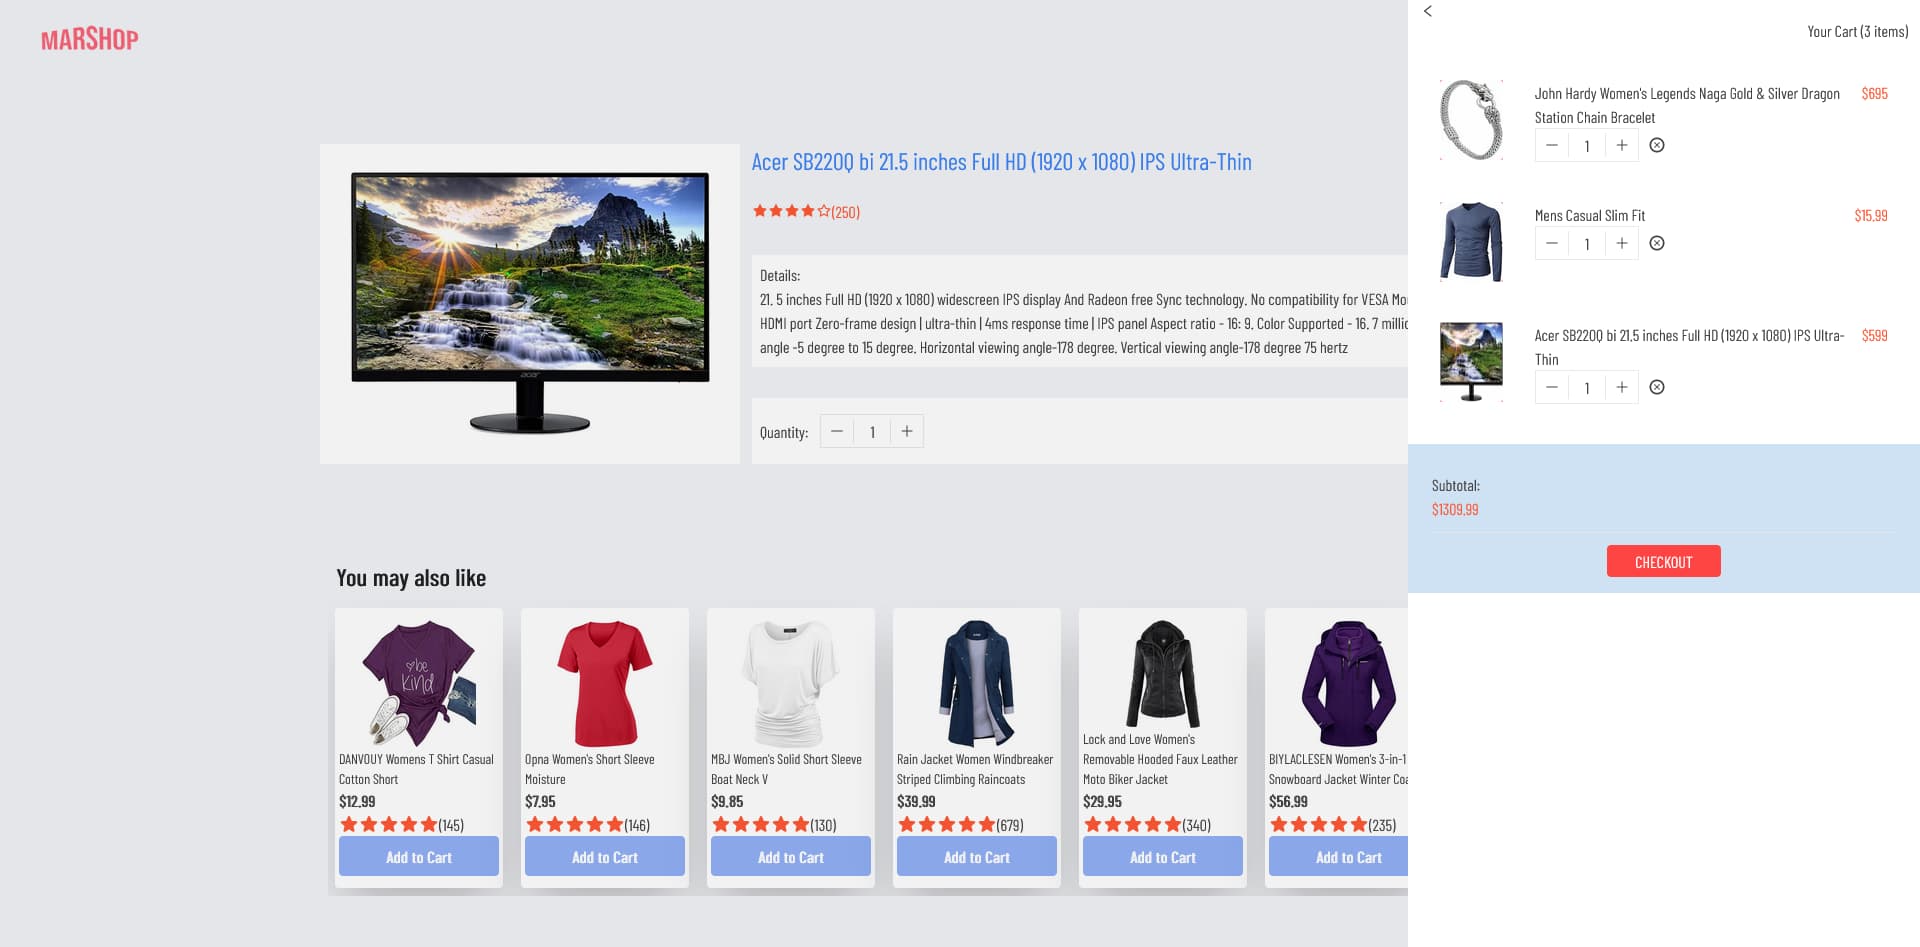 MARSHOP
Acer SB220Q bi 21.5 inches Full HD (1920 x 1080) IPS Ultra-Thin
(250)
Details:
21. 5 inches Full HD (1920 x 1080) widescreen IPS display And Radeon free Sync technology. No compatibility for VESA
HDMI port Zero-frame design | ultra-thin | 4ms response time | IPS panel Aspect ratio - 16: 9. Color Supported - 16. 7
angle -5 degree to 15 degree. Horizontal viewing angle-178 degree. Vertical viewing angle-178 degree 75 hertz
Quantity:
1
acer
You may also like
be
kind
DANVOUY Womens T Shirt Casual
Cotton Short
$12.99
(145)
Add to Cart
Opna Women's Short Sleeve
Moisture
$7.95
(146)
Add to Cart
MBJ Women's Solid Short Sleeve
Boat Neck V
$9.85
(130)
Add to Cart
Rain Jacket Women Windbreaker
Striped Climbing Raincoats
$39.99
(679)
Add to Cart
Lock and Love Women's
Removable Hooded Faux Leather
Moto Biker Jacket
$29.95
(340)
Add to Cart
BIYLACLESEN Women's 3-in-1
Snowboard Jacket Winter
$56.99
(235)
Add to Cart
Your Cart (3 items)
John Hardy Women's Legends Naga Gold & Silver Dragon
Station Chain Bracelet
$695
1
Mens Casual Slim Fit
$15.99
1
Acer SB220Q bi 21.5 inches Full HD (1920 x 1080) IPS Ultra-
Thin
$599
1
Subtotal:
$1309.99
CHECKOUT